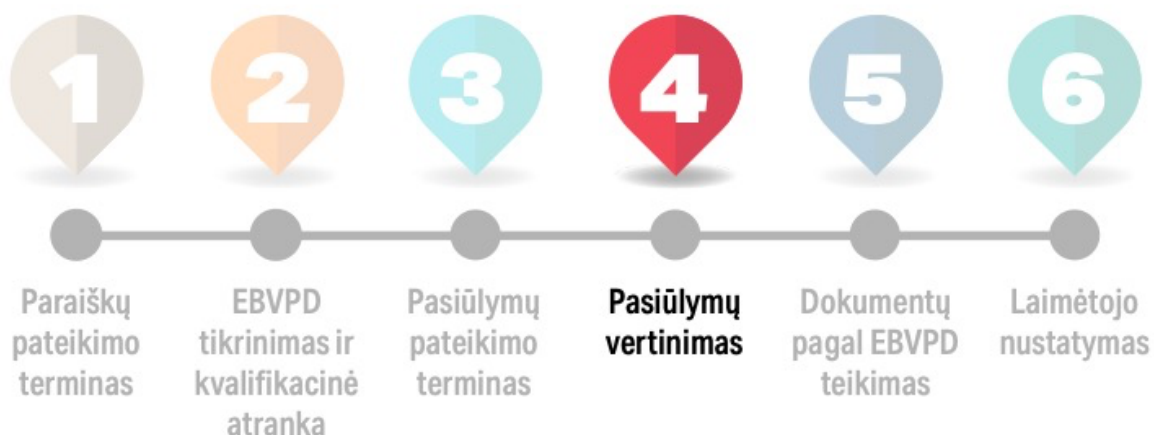 1
2
3
4
5
6
Paraiškų
pateikimo
terminas
EBVPD
tikrinimas ir
kvalifikacinė
atranka
Pasiūlymų
pateikimo
terminas
Pasiūlymų
vertinimas
Dokumentų
pagal EBVPD
teikimas
Laimėtojo
nustatymas